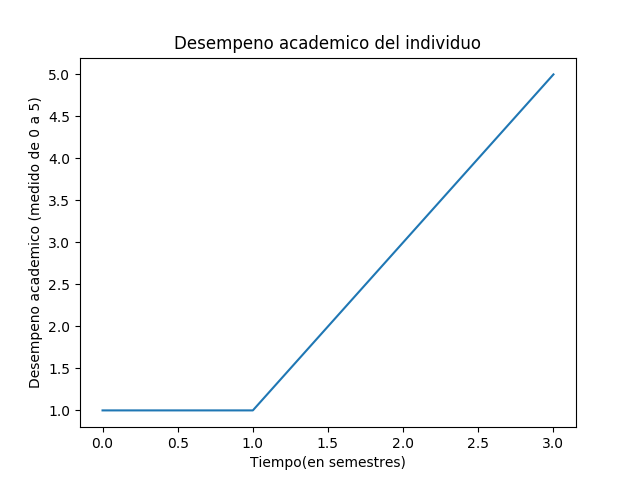 Desempeno academico del individuo
Desempeno academico (medido de 0 a 5)
5.0
4.5
4.0
3.5
3.0
2.5
2.0
1.5
1.0
0.0 0.5 1.0 1.5 2.0 2.5 3.0
Tiempo(en semestres)